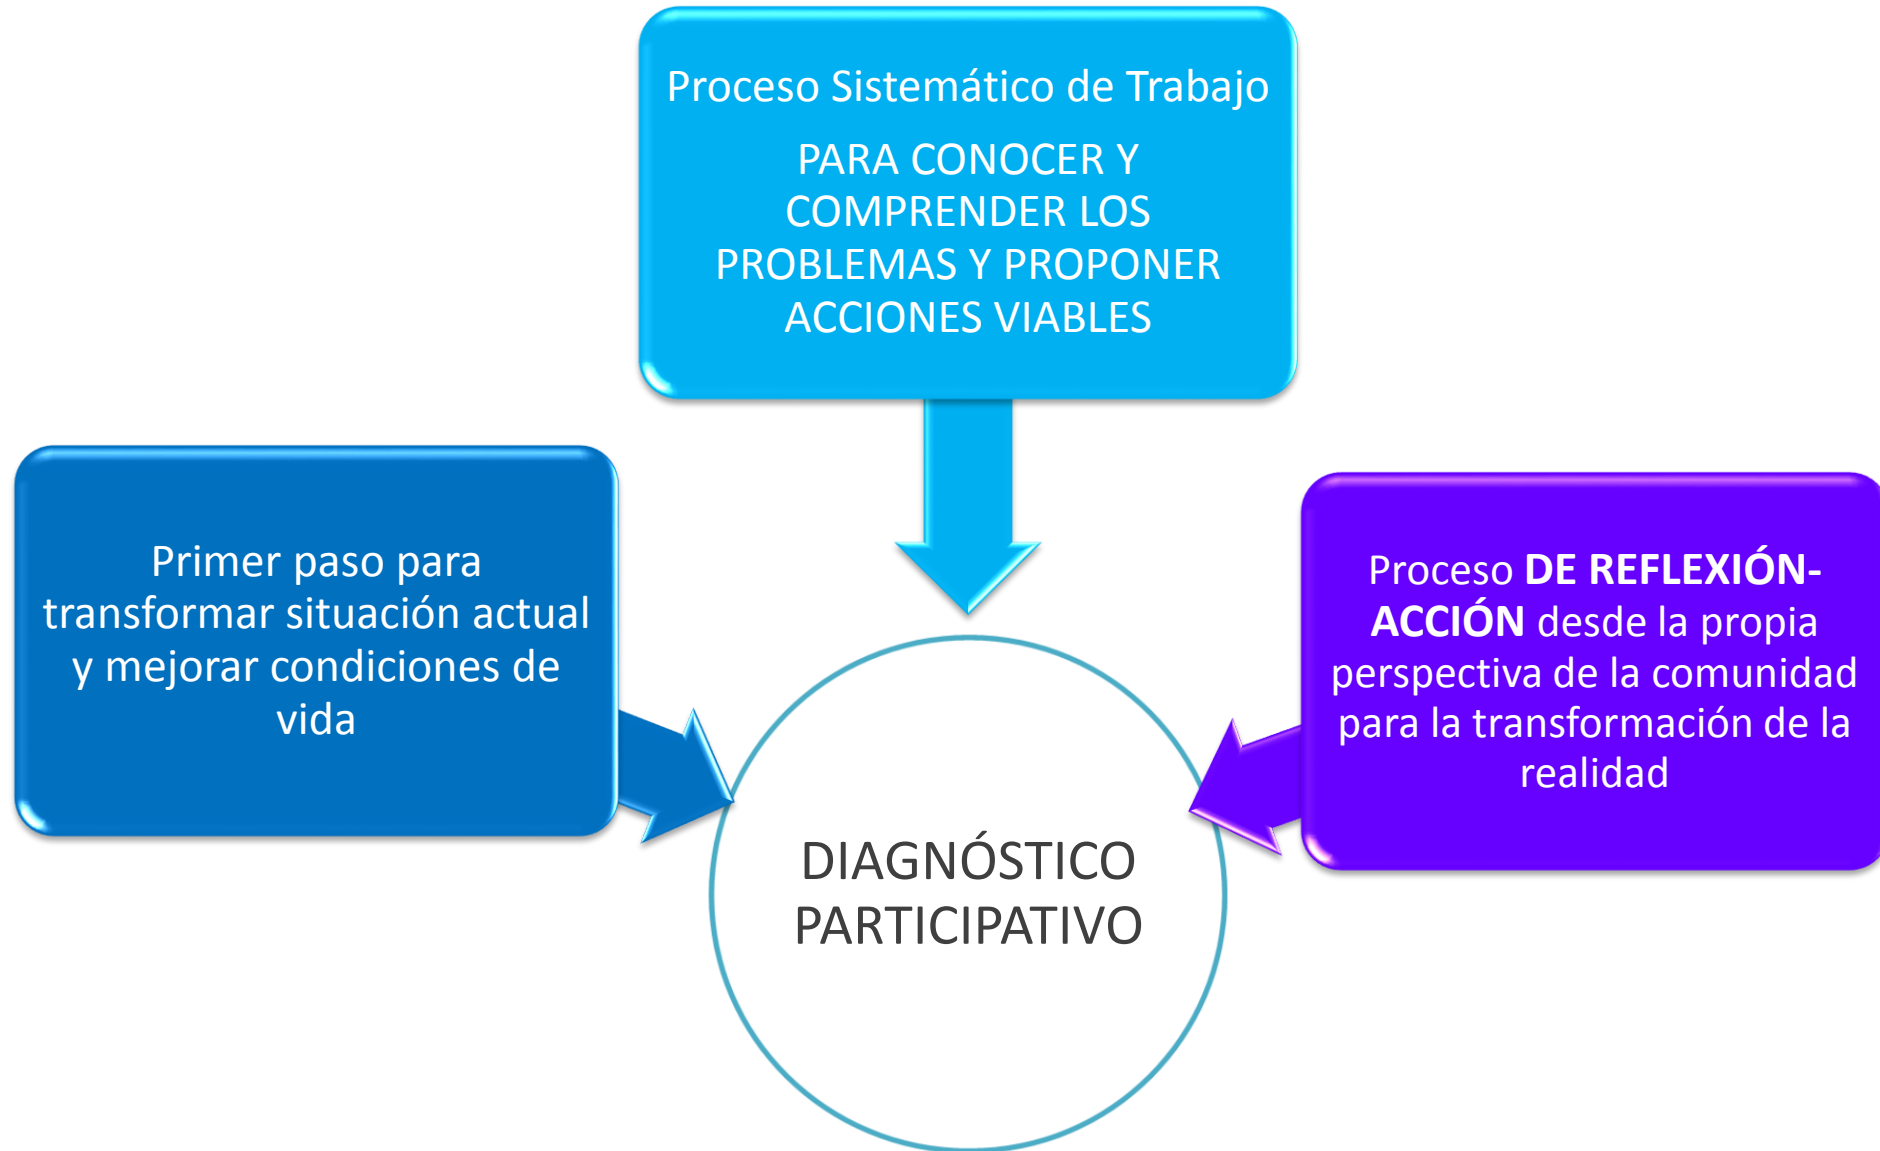 Proceso Sistemático de Trabajo
PARA CONOCER Y
COMPRENDER LOS
PROBLEMAS Y PROPONER
ACCIONES VIABLES
Primer paso para
transformar situación actual
y mejorar condiciones de
vida
Proceso DE REFLEXIÓN-
ACCIÓN desde la propia
perspectiva de la comunidad
para la transformación de la
realidad
DIAGNÓSTICO
PARTICIPATIVO